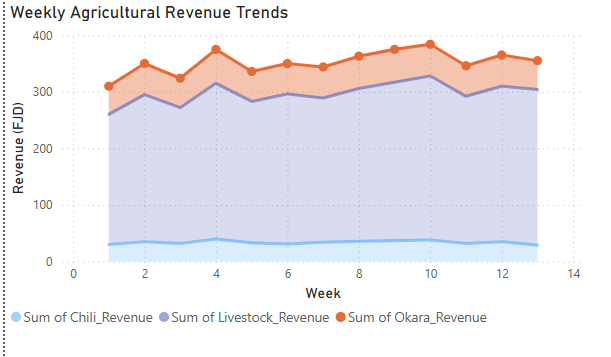 Weekly Agricultural Revenue Trends
400
300
200
100
0
Revenue (FJD)
0 2 4 6 8 10 12 14
Week
Sum of Chili_Revenue Sum of Livestock_Revenue Sum of Okara_Revenue